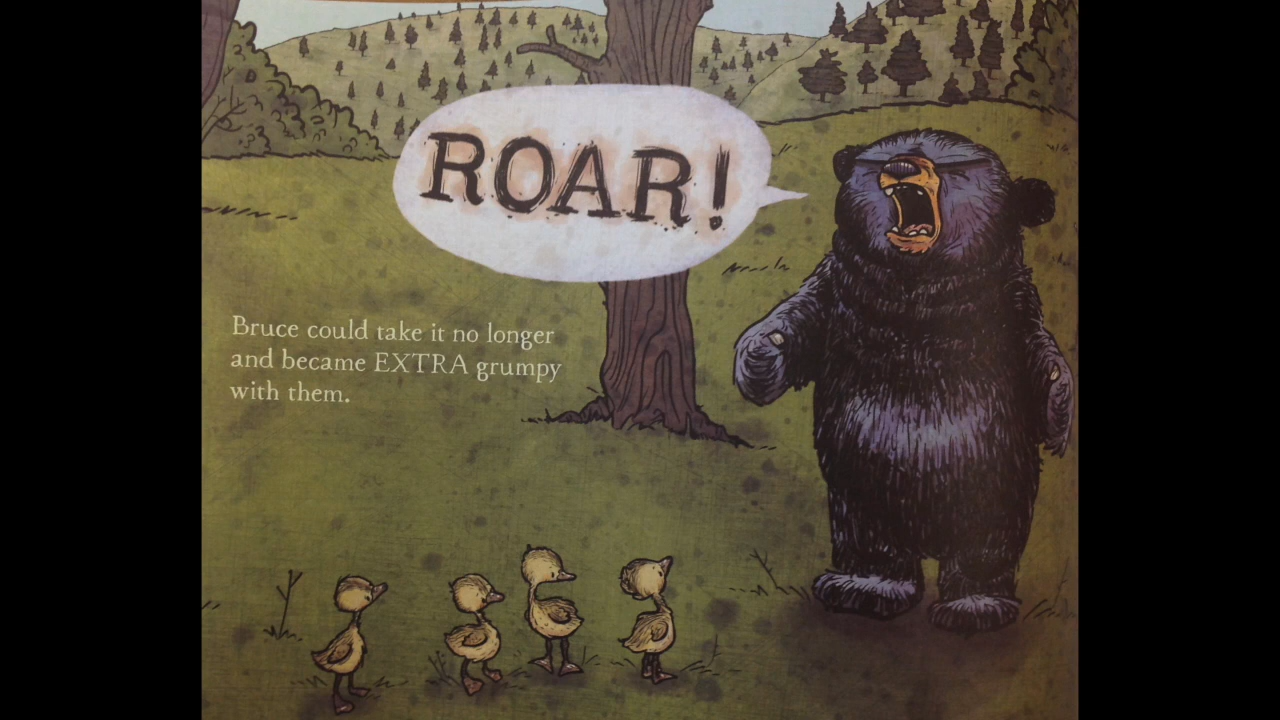 ROAR!
Bruce could take it no longer
and became EXTRA grumpy
with them.